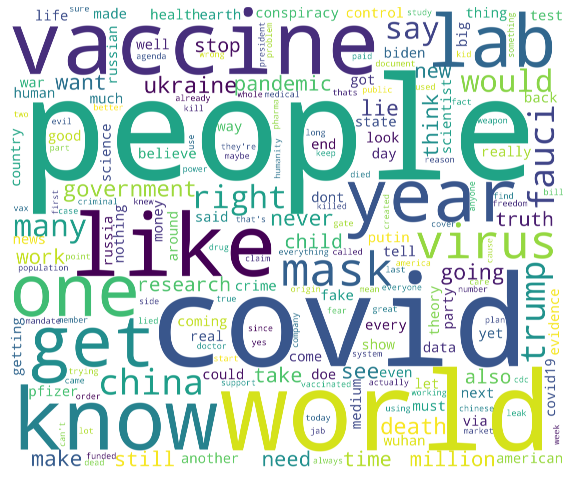 life sure made healthearth conspiracy control thing study something
vaccine say lab
agenda russian well stop president problem wrong document biden paid big kid test
war want ukraine pandemic got new would
human much already kill whole medical thats public used pharma fact back
people
two evil better use they're maybe lie state think scientist
country good part science believe way power humanity long end keep look day died weapon reason really fauci
vax first case government criminal knew right dont killed year freedom find bill
many said that's never gate created cover anyone truth
news russia nothing money around like child putin tell virus
work point drug claim everything called last america everyone cause going
population research crime mask origin mean care number party
one side true fake theory evidence trump
mandate member lied coming since covid every data yet plan
getting get real yes fear great show system
trying doctor company come see even also
pfizer came start china could take doe let cdc covid19
order support vaccinated actually working next chinese leak
know today medium using must death via market
can't lot jab wuhan week
make funded dead still another need always time million american world